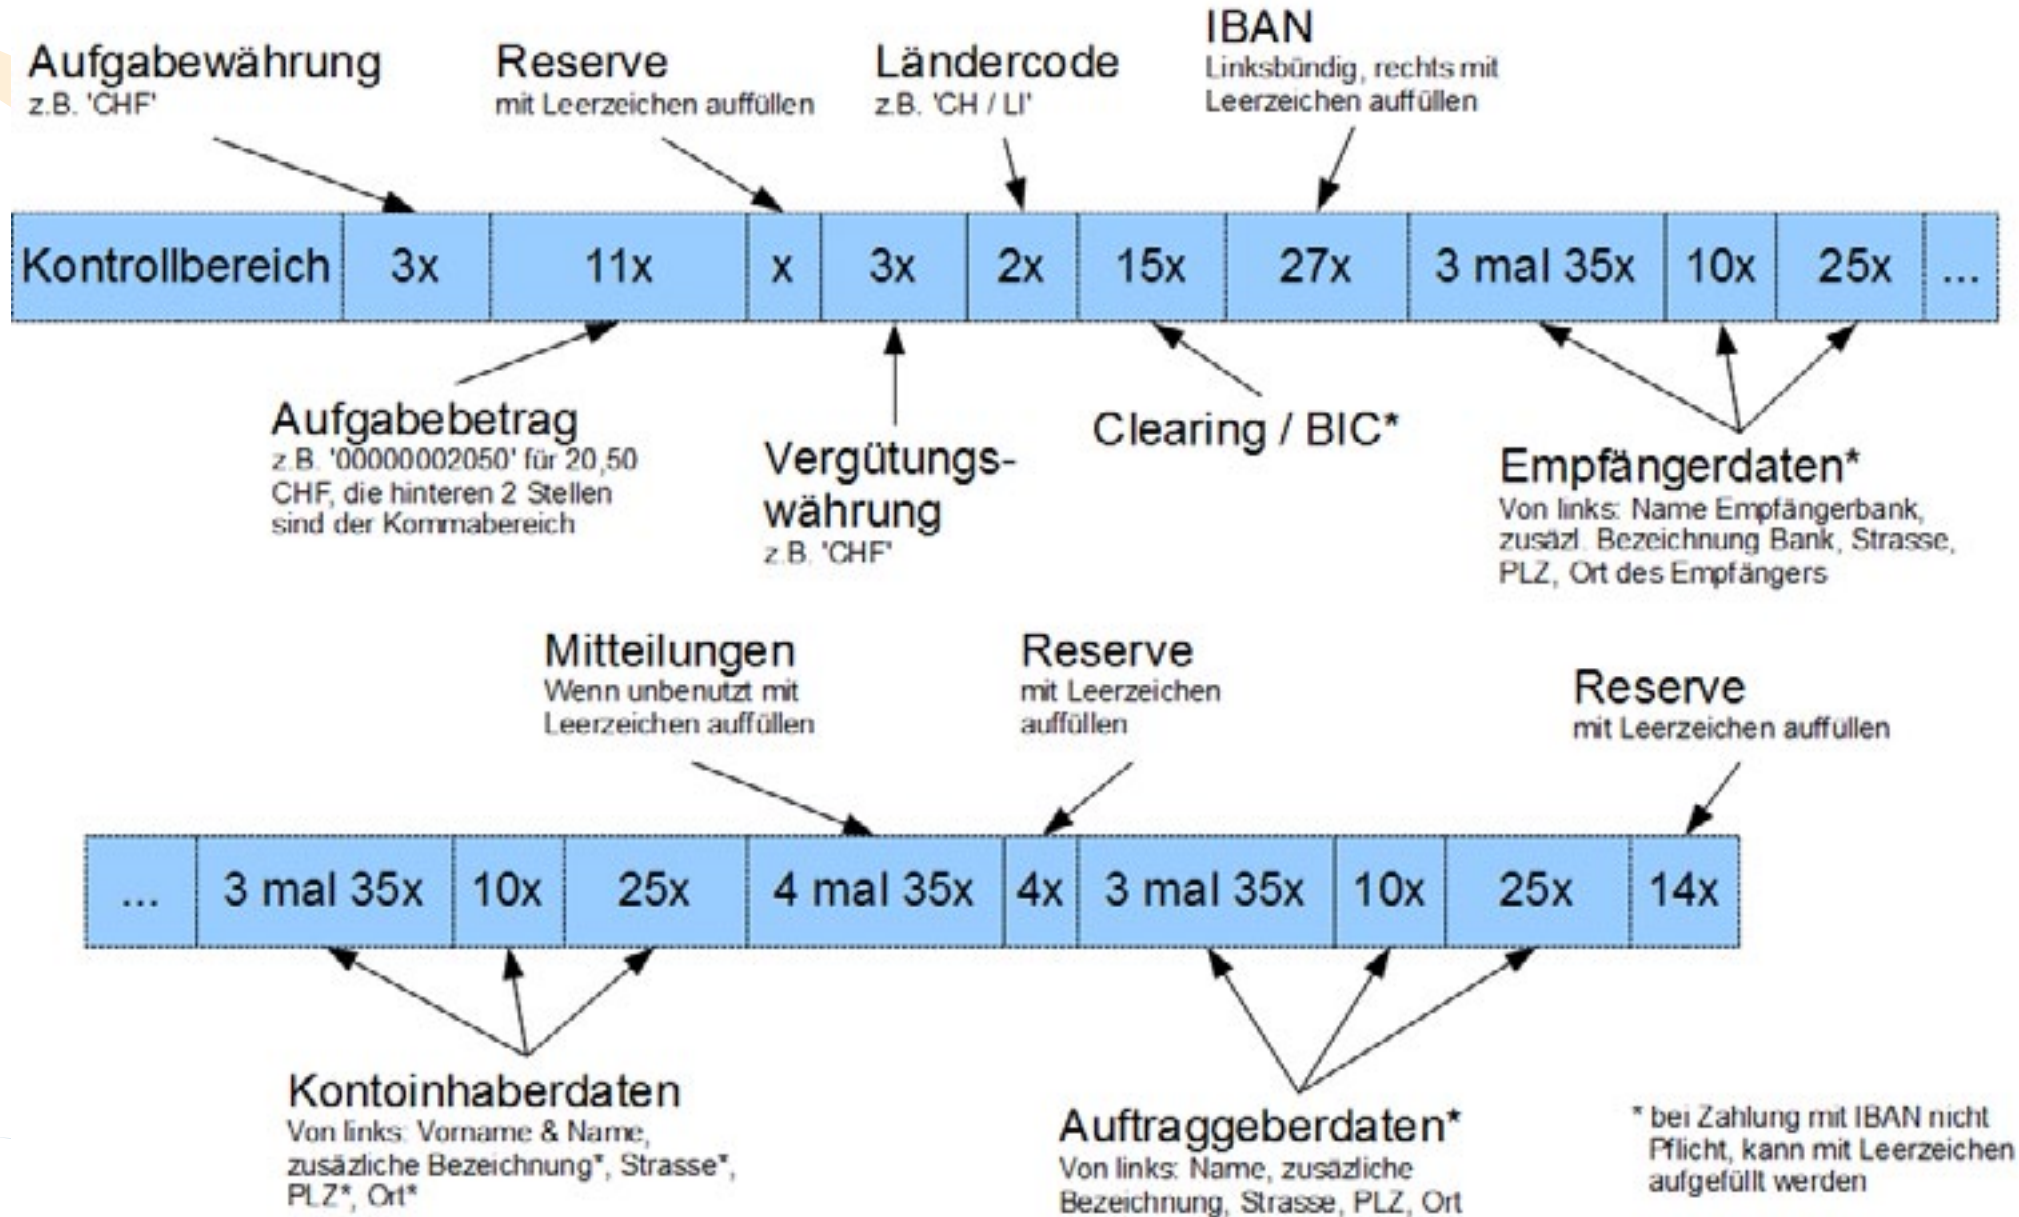 Aufgabewährung
z.B. 'CHF'
Reserve
mit Leerzeichen auffüllen
Ländercode
z.B. 'CH / LI'
IBAN
Linksbündig, rechts mit
Leerzeichen auffüllen
Kontrollbereich 3x 11x x 3x 2x 15x 27x 3 mal 35x 10x 25x ...
Aufgabebetrag
z.B. '00000002050' für 20,50
CHF, die hinteren 2 Stellen
sind der Kommabereich
Vergütungs-
währung
z.B. 'CHF'
Clearing / BIC*
Empfängerdaten*
Von links: Name Empfängerbank,
zusäzl. Bezeichnung Bank, Strasse,
PLZ, Ort des Empfängers
Mitteilungen
Wenn unbenutzt mit
Leerzeichen auffüllen
Reserve
mit Leerzeichen
auffüllen
Reserve
mit Leerzeichen auffüllen
... 3 mal 35x 10x 25x 4 mal 35x 4x 3 mal 35x 10x 25x 14x
Kontoinhaberdaten
Von links: Vorname & Name,
zusäzliche Bezeichnung*, Strasse*,
PLZ*, Ort*
Auftraggeberdaten*
Von links: Name, zusäzliche
Bezeichnung, Strasse, PLZ, Ort
* bei Zahlung mit IBAN nicht
Pflicht, kann mit Leerzeichen
aufgefüllt werden